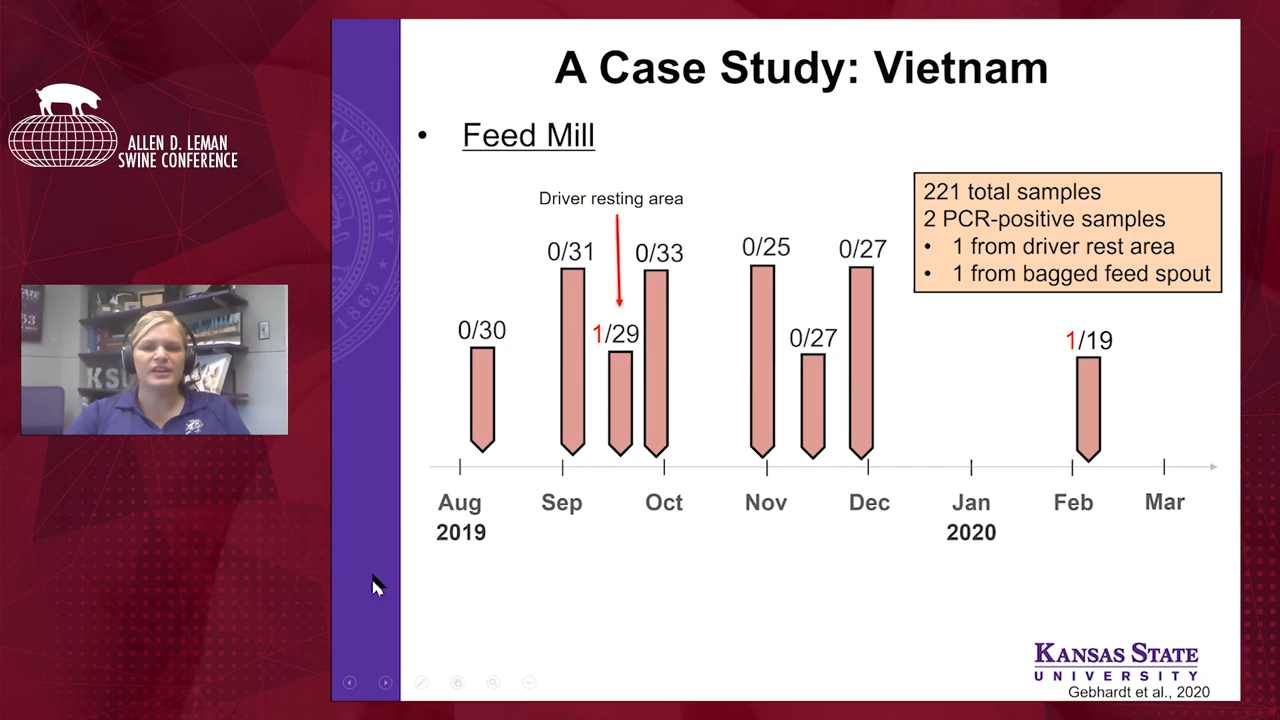 A Case Study: Vietnam
ALLEN D. LEMAN
SWINE CONFERENCE
• Feed Mill
Driver resting area
221 total samples
2 PCR-positive samples
• 1 from driver rest area
• 1 from bagged feed spout
0/31
0/33
0/25
0/27
0/30
1/29
0/27
1/19
KSU
Aug
Sep
Oct
Nov
Dec
Jan
Feb
Mar
2019
2020
1863
KANSAS STATE
UNIVERSITY
Gebhardt et al., 2020